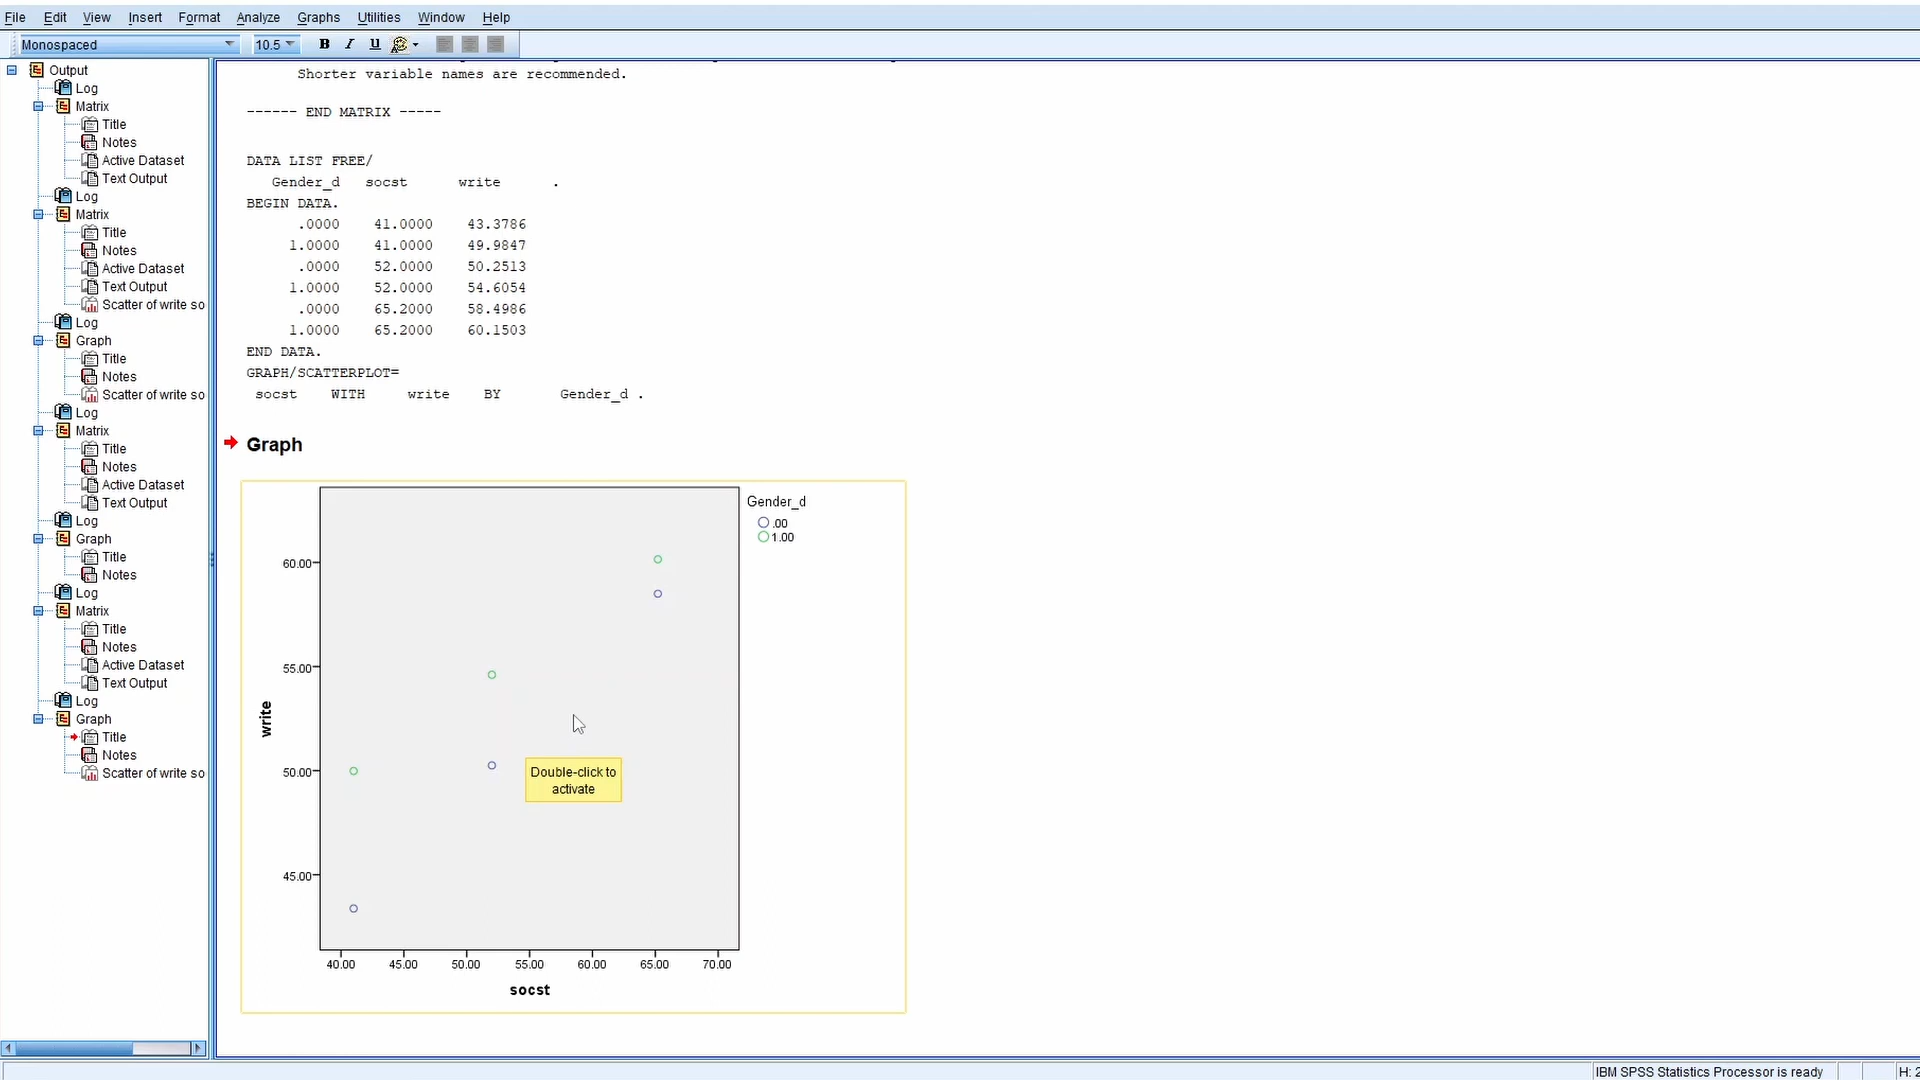 File Edit View Insert Format Analyze Graphs Utilities Window Help
Monospaced 10.5 B I U
Output
Log
Matrix
Title
Notes
Active Dataset
Text Output
Log
Matrix
Title
Notes
Active Dataset
Text Output
Scatter of write so
Log
Graph
Title
Notes
Scatter of write so
Log
Matrix
Title
Notes
Active Dataset
Text Output
Log
Graph
Title
Notes
Log
Matrix
Title
Notes
Active Dataset
Text Output
Log
Graph
Title
Notes
Scatter of write so
Shorter variable names are recommended.
------ END MATRIX -----
DATA LIST FREE/
Gender_d socst write .
BEGIN DATA.
.0000 41.0000 43.3786
1.0000 41.0000 49.9847
.0000 52.0000 50.2513
1.0000 52.0000 54.6054
.0000 65.2000 58.4986
1.0000 65.2000 60.1503
END DATA.
GRAPH/SCATTERPLOT=
socst WITH write BY Gender_d .
Graph
Gender_d
.00
1.00
60.00
55.00
50.00
45.00
write
Double-click to
activate
40.00 45.00 50.00 55.00 60.00 65.00 70.00
socst
IBM SPSS Statistics Processor is ready H: 2